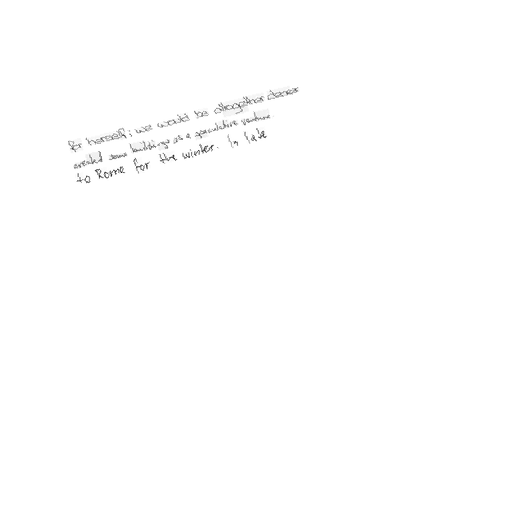 for herself; we would be altogether cleaner
erected some buildings as a speculative venture
to Rome for the winter. In late